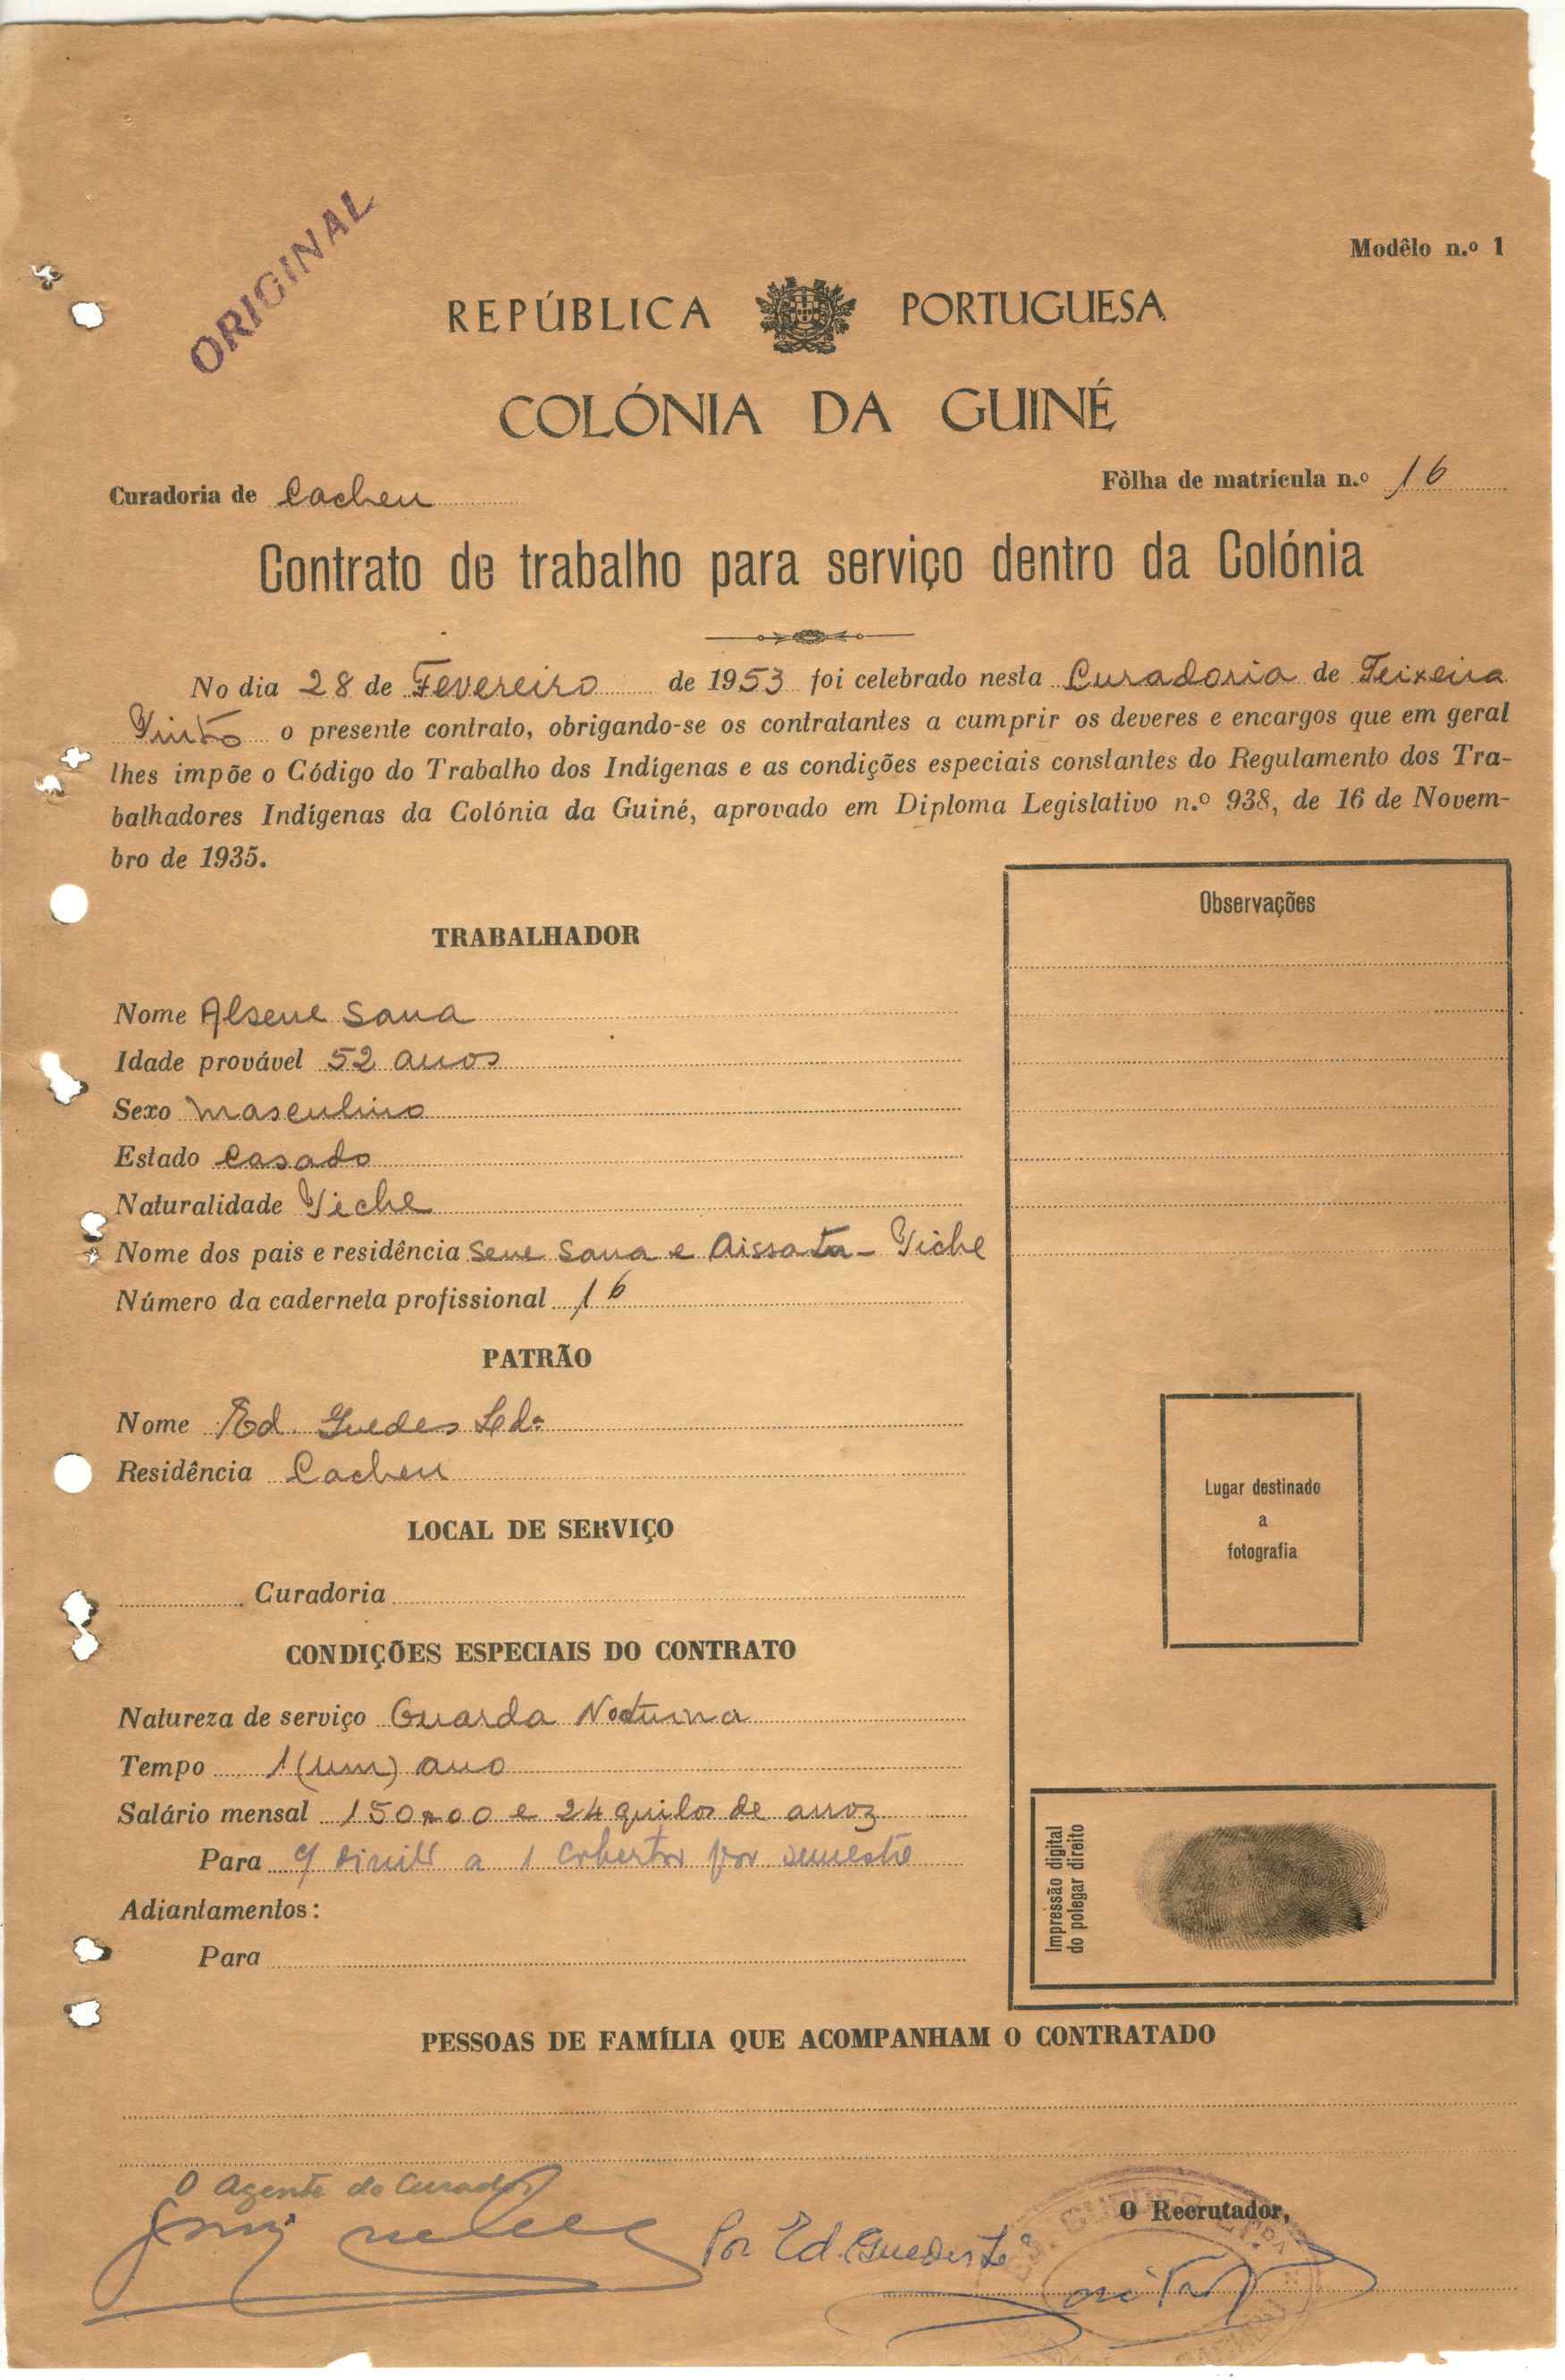 ORIGINAL
Modêlo n.º 1
REPÚBLICA PORTUGUESA
COLÓNIA DA GUINÉ
Curadoria de Cacheu
Fòlha de matrícula n.º 16
Contrato de trabalho para serviço dentro da Colónia
No dia 28 de Fevereiro de 1953 foi celebrado nesta Curadoria de Teixeira
Pinto o presente contrato, obrigando-se os contratantes a cumprir os deveres e encargos que em geral
lhes impõe o Código do Trabalho dos Indígenas e as condições especiais constantes do Regulamento dos Tra-
balhadores Indígenas da Colónia da Guiné, aprovado em Diploma Legislativo n.º 938, de 16 de Novem-
bro de 1935.
Observações
TRABALHADOR
Nome Alsene Sana
Idade provável 52 anos
Sexo masculino
Estado Casado
Naturalidade Piche
Nome dos pais e residência Sene Sana e Aissata - Piche
Número da caderneta profissional 16
PATRÃO
Nome Ed. Guedes Ldª
Residência Cacheu
Lugar destinado
a
fotografia
LOCAL DE SERVIÇO
Curadoria
CONDIÇÕES ESPECIAIS DO CONTRATO
Natureza de serviço Guarda Nocturna
Tempo 1 (um) ano
Salário mensal 150$00 e 24 quilos de arroz
Para c/ direito a 1 cobertor por semestre
Adiantamentos:
Para
Impressão digital
do polegar direito
PESSOAS DE FAMÍLIA QUE ACOMPANHAM O CONTRATADO
O Agente do Curador
O Recrutador,
Por Ed. Guedes Lª